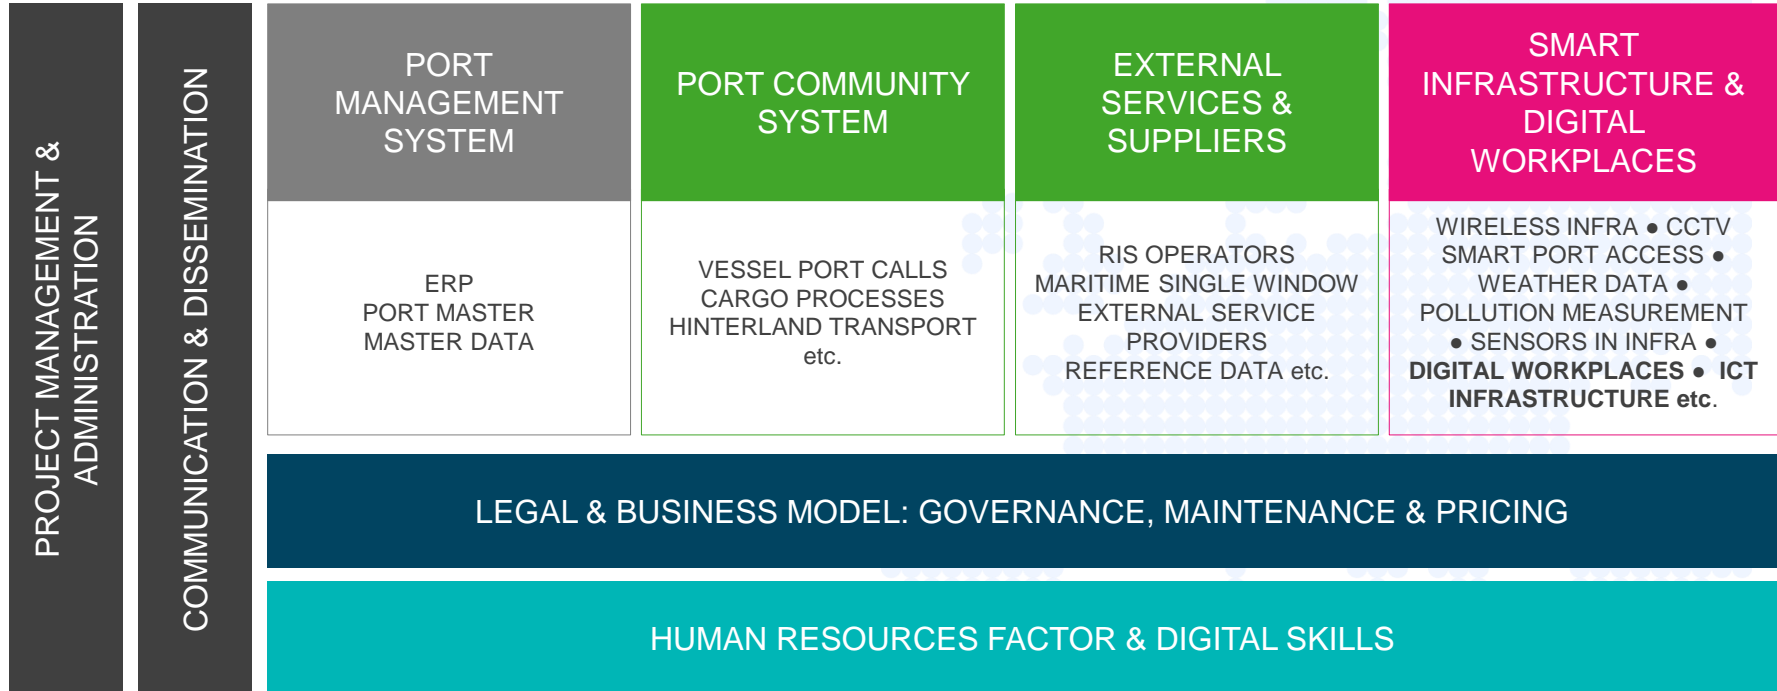 PROJECT MANAGEMENT &
ADMINISTRATION
COMMUNICATION & DISSEMINATION
PORT
MANAGEMENT
SYSTEM
ERP
PORT MASTER
MASTER DATA
PORT COMMUNITY
SYSTEM
VESSEL PORT CALLS
CARGO PROCESSES
HINTERLAND TRANSPORT
etc.
EXTERNAL
SERVICES &
SUPPLIERS
RIS OPERATORS
MARITIME SINGLE WINDOW
EXTERNAL SERVICE
PROVIDERS
REFERENCE DATA etc.
SMART
INFRASTRUCTURE &
DIGITAL
WORKPLACES
WIRELESS INFRA ● CCTV
SMART PORT ACCESS ●
WEATHER DATA ●
POLLUTION MEASUREMENT
● SENSORS IN INFRA ●
DIGITAL WORKPLACES ● ICT
INFRASTRUCTURE etc.
LEGAL & BUSINESS MODEL: GOVERNANCE, MAINTENANCE & PRICING
HUMAN RESOURCES FACTOR & DIGITAL SKILLS